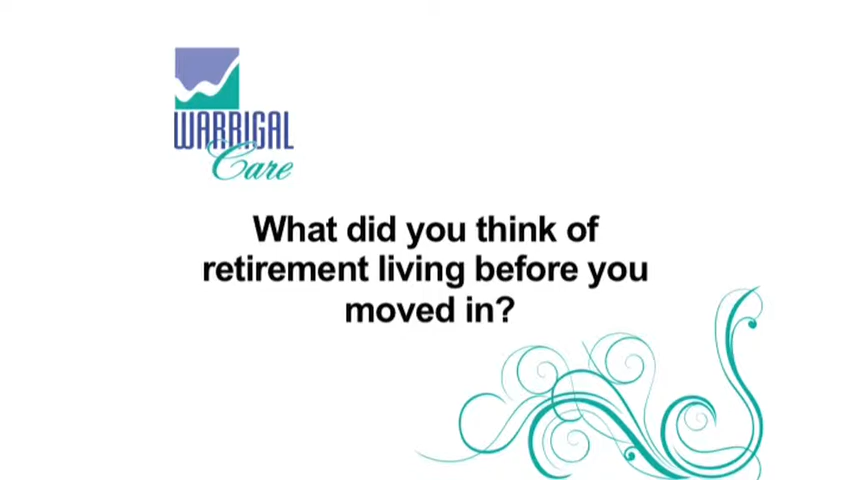 WARRIGAL
Care
What did you think of
retirement living before you
moved in?